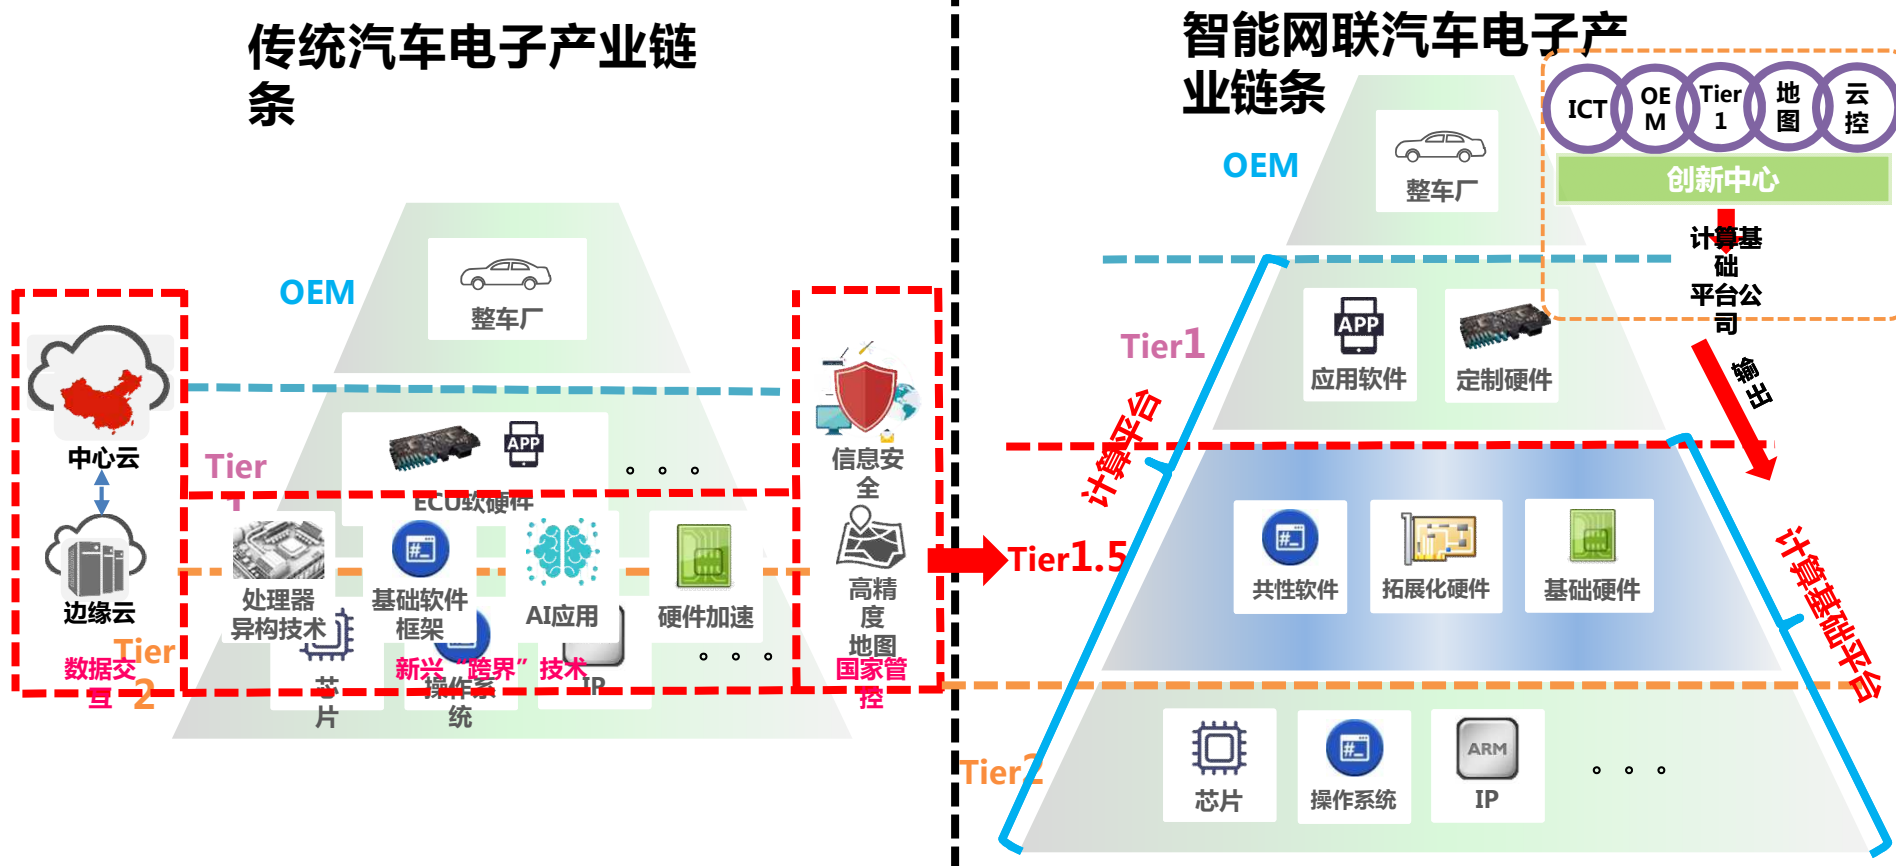 传统汽车电子产业链
条
OEM
整车厂
中心云
边缘云
数据交
互
Tier
1
APP
ECU软硬件
。。。
处理器
异构技术
基础软件
框架
AI应用
硬件加速
新兴“跨界”技术
Tier
2
芯
片
操作系
统
IP
。。。
信息安
全
高精
度
地图
国家管
控
智能网联汽车电子产
业链条
ICT
OE
M
Tier
1
地
图
云
控
创新中心
计算基
础
平台公
司
输出
OEM
整车厂
Tier1
APP
应用软件
定制硬件
计算平台
Tier1.5
共性软件
拓展化硬件
基础硬件
计算基础平台
Tier2
芯片
操作系统
ARM
IP
。。。